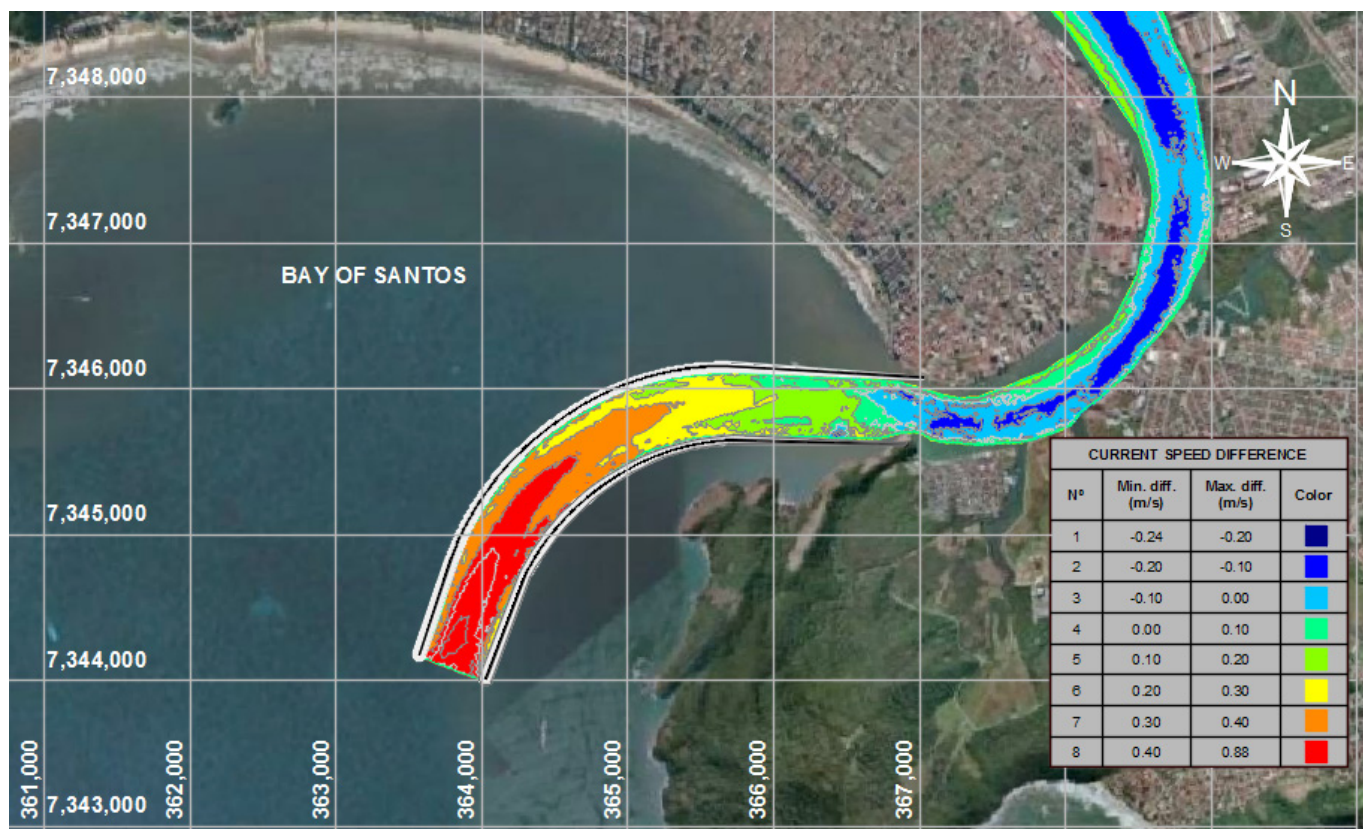 7,348,000
N
W E
S
7,347,000
BAY OF SANTOS
7,346,000
CURRENT SPEED DIFFERENCE
Nº Min. diff. (m/s) Max. diff. (m/s) Color
1 -0.24 -0.20
2 -0.20 -0.10
3 -0.10 0.00
4 0.00 0.10
5 0.10 0.20
6 0.20 0.30
7 0.30 0.40
8 0.40 0.88
7,345,000
7,344,000
7,343,000
361,000
362,000
363,000
364,000
365,000
366,000
367,000